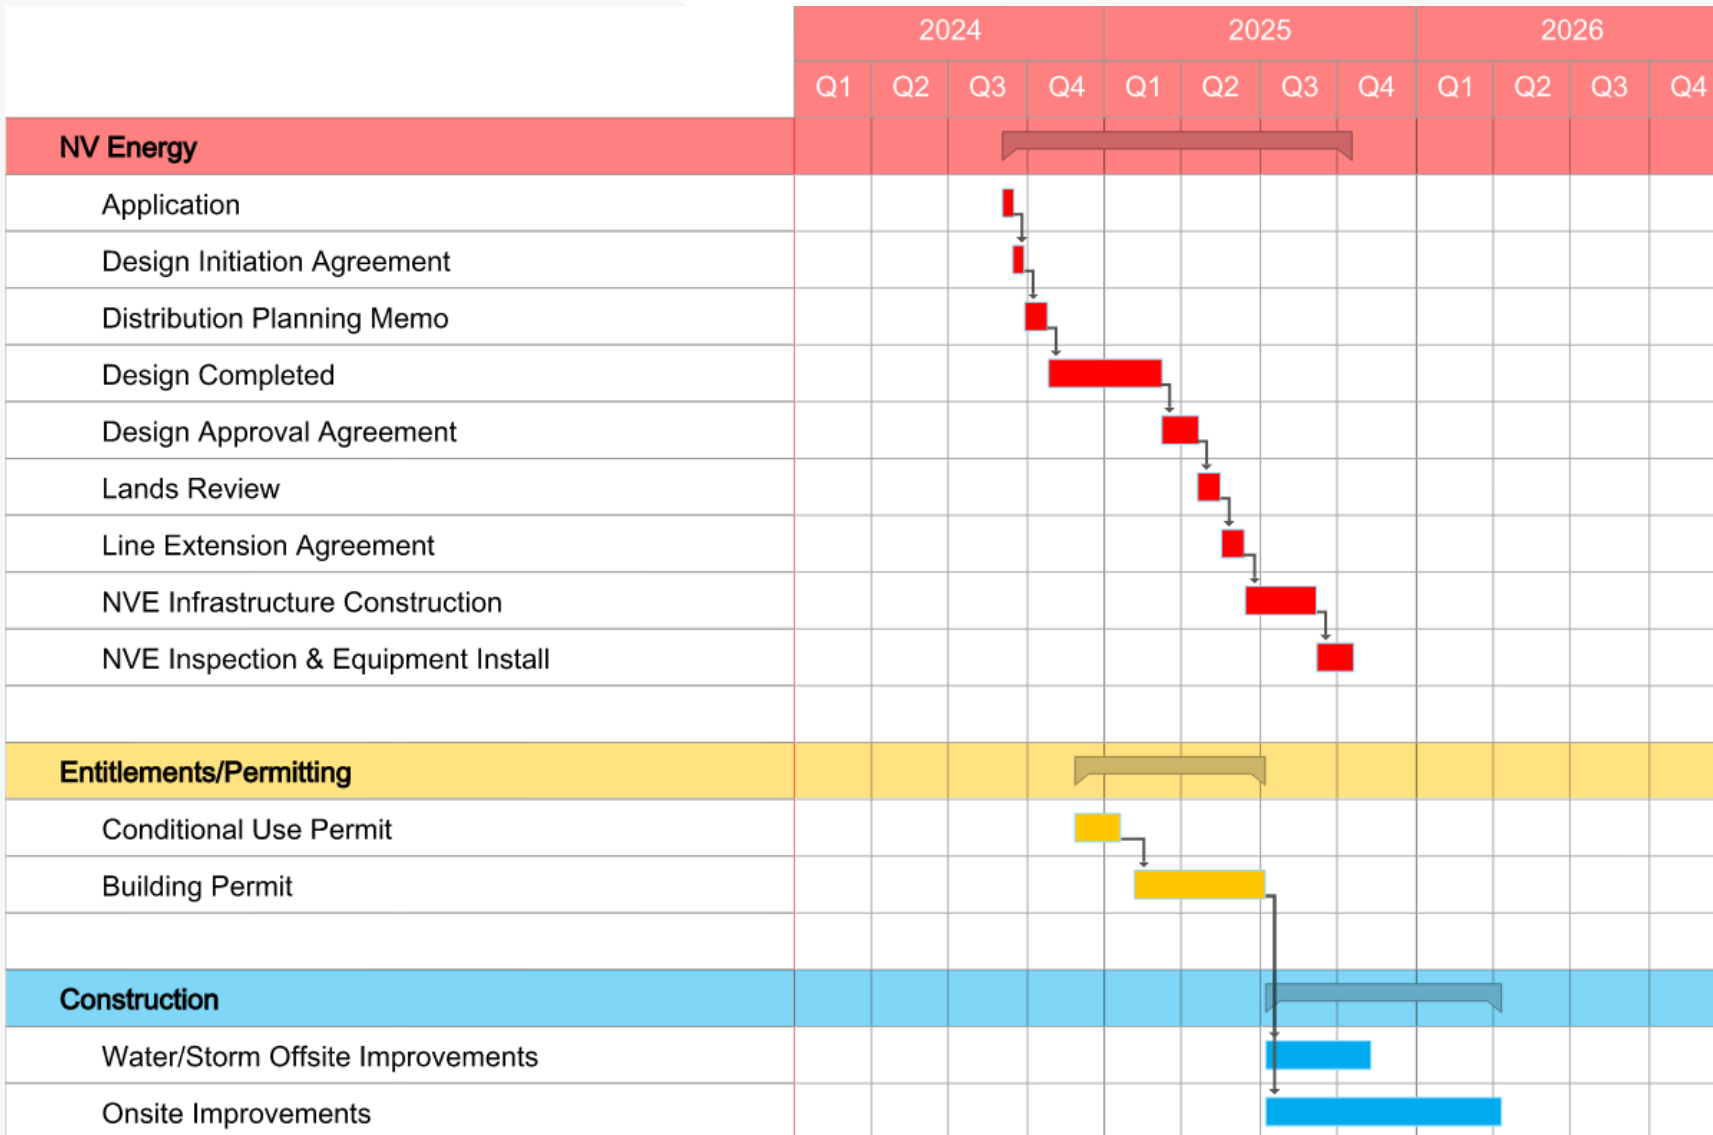 2024 2025 2026
Q1 Q2 Q3 Q4 Q1 Q2 Q3 Q4 Q1 Q2 Q3 Q4
NV Energy
Application
Design Initiation Agreement
Distribution Planning Memo
Design Completed
Design Approval Agreement
Lands Review
Line Extension Agreement
NVE Infrastructure Construction
NVE Inspection & Equipment Install
Entitlements/Permitting
Conditional Use Permit
Building Permit
Construction
Water/Storm Offsite Improvements
Onsite Improvements